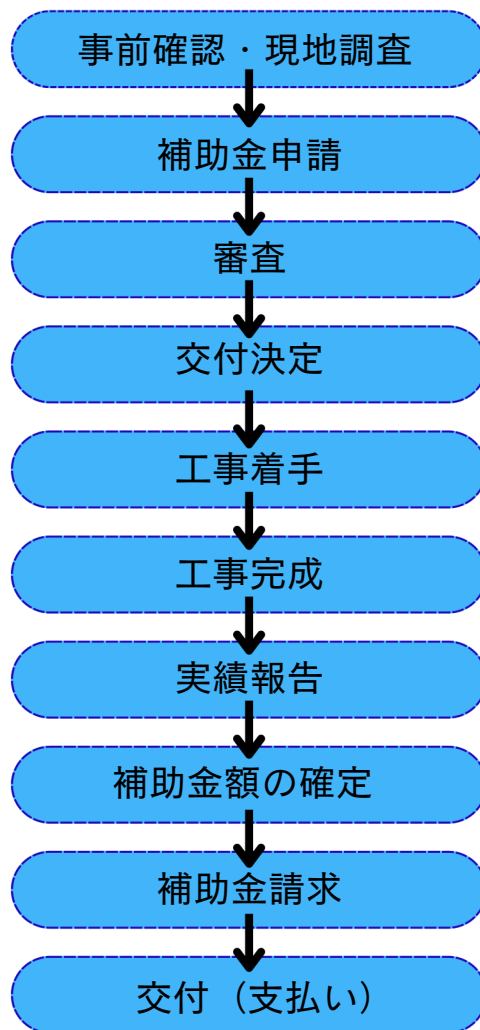 事前確認・現地調査
補助金申請
審査
交付決定
工事着手
工事完成
実績報告
補助金額の確定
補助金請求
交付（支払い）